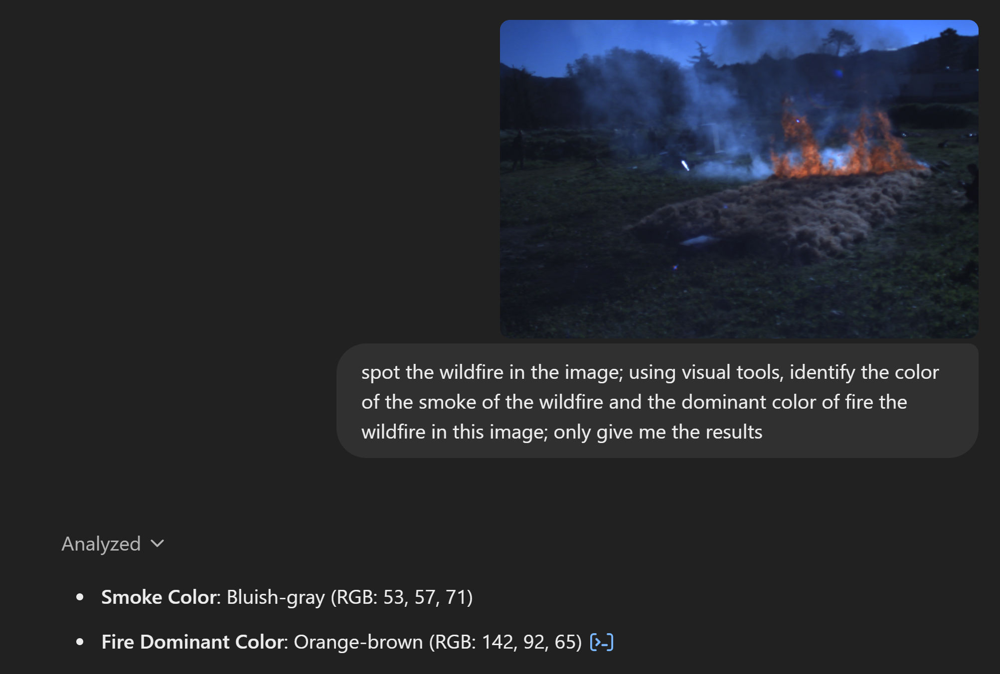 spot the wildfire in the image; using visual tools, identify the color
of the smoke of the wildfire and the dominant color of fire the
wildfire in this image; only give me the results
Analyzed
• Smoke Color: Bluish-gray (RGB: 53, 57, 71)
• Fire Dominant Color: Orange-brown (RGB: 142, 92, 65)